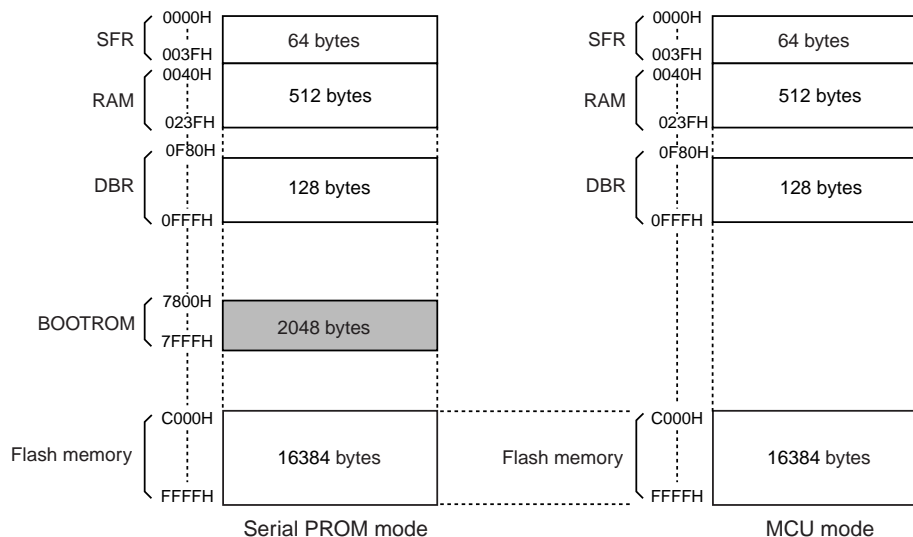 0000H
SFR
64 bytes
003FH
0040H
RAM
512 bytes
023FH
0F80H
DBR
128 bytes
0FFFH
7800H
BOOTROM
2048 bytes
7FFFH
C000H
Flash memory
16384 bytes
FFFFH
Serial PROM mode
0000H
SFR
64 bytes
003FH
0040H
RAM
512 bytes
023FH
0F80H
DBR
128 bytes
0FFFH
C000H
Flash memory
16384 bytes
FFFFH
MCU mode